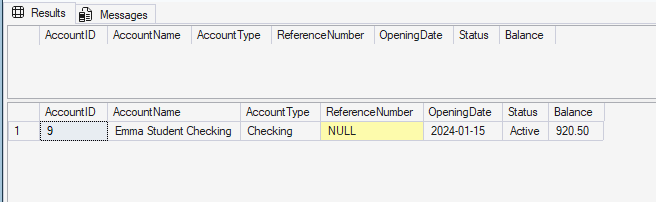 Results Messages
AccountID AccountName AccountType ReferenceNumber OpeningDate Status Balance
AccountID AccountName AccountType ReferenceNumber OpeningDate Status Balance
1 9 Emma Student Checking Checking NULL 2024-01-15 Active 920.50